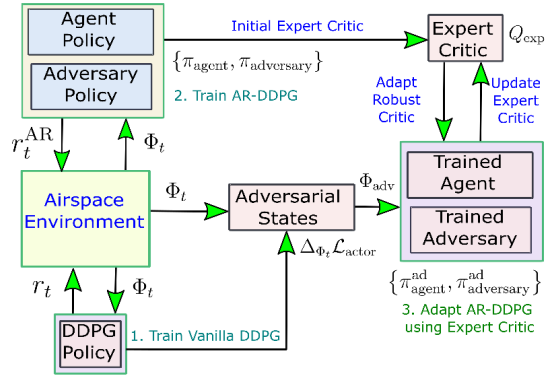 Agent
Policy
Adversary
Policy
Initial Expert Critic
{π_agent, π_adversary}
2. Train AR-DDPG
Expert
Critic
Q_exp
Adapt
Robust
Critic
Update
Expert
Critic
r_t^AR
Φ_t
Airspace
Environment
Φ_t
Adversarial
States
Φ_adv
Trained
Agent
Trained
Adversary
Δ_Φ_t L_actor
{π_agent^ad, π_adversary^ad}
r_t
Φ_t
DDPG
Policy
1. Train Vanilla DDPG
3. Adapt AR-DDPG
using Expert Critic